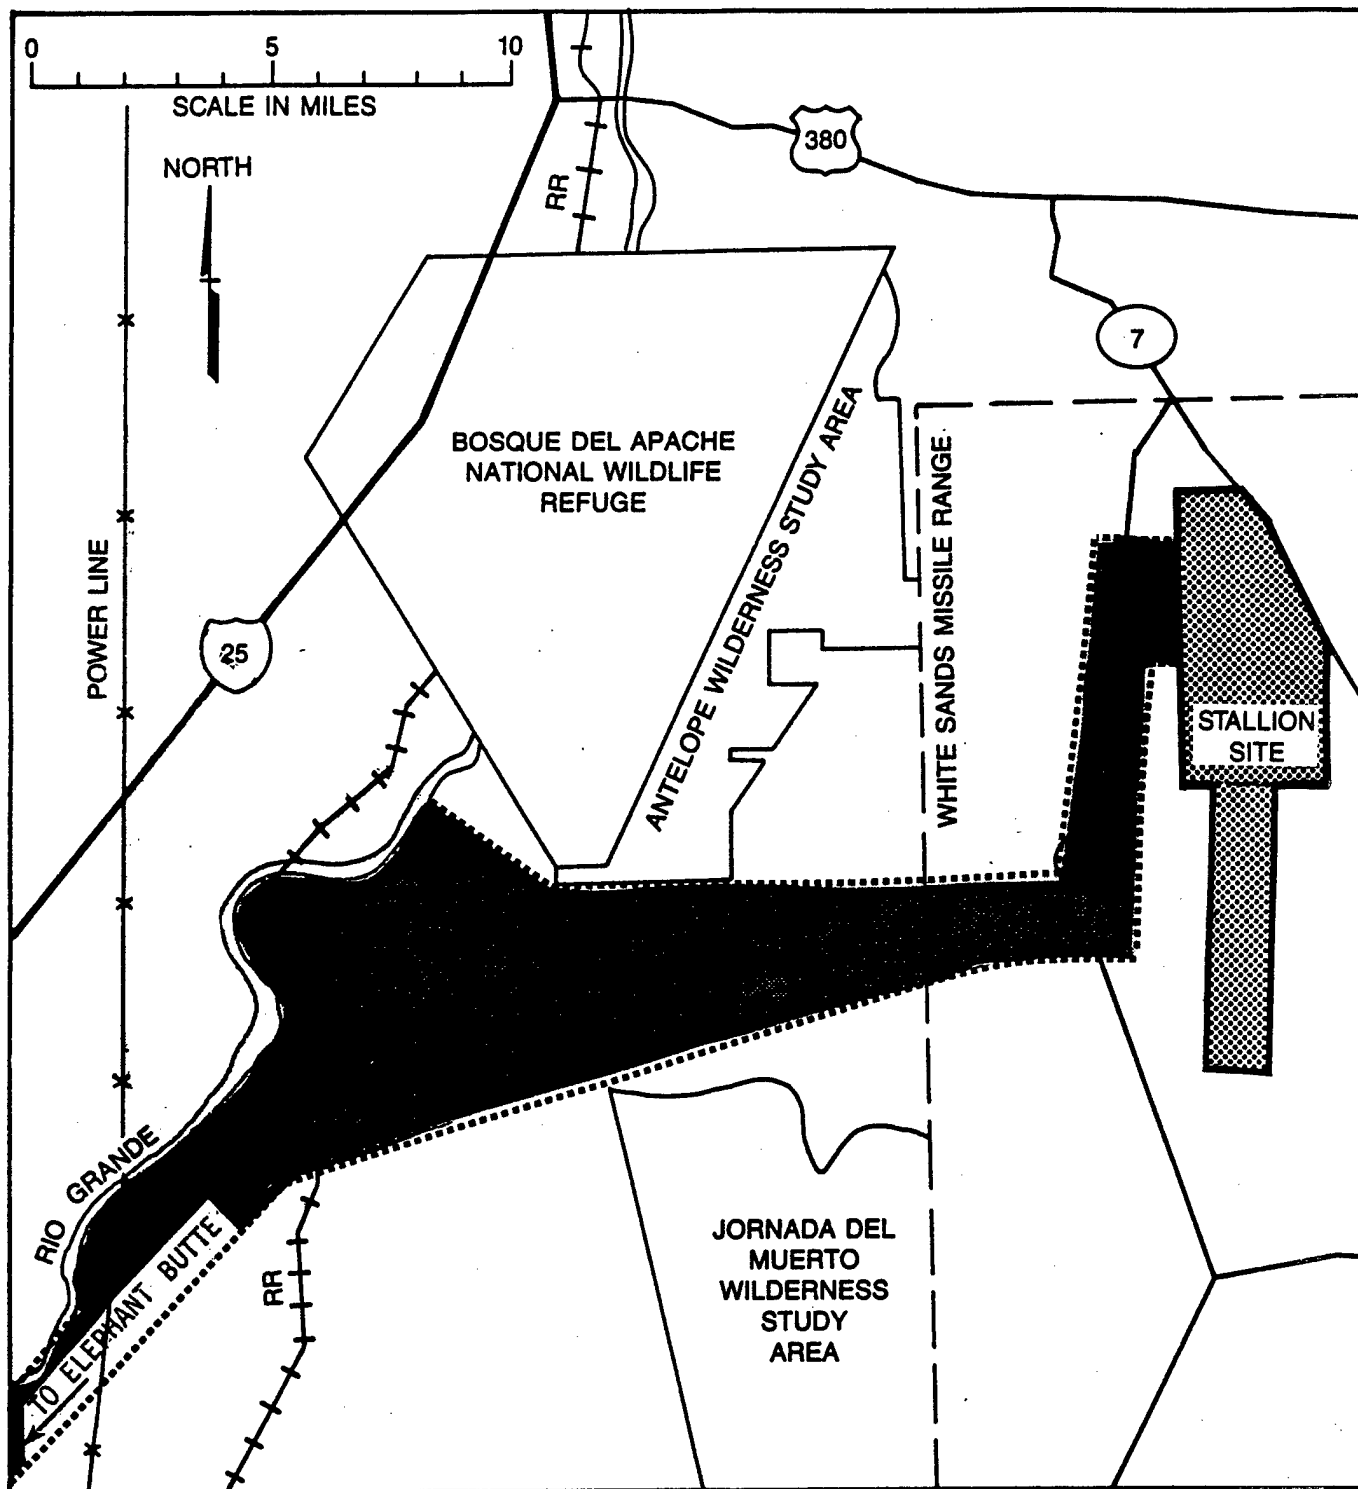 0 5 10
SCALE IN MILES
NORTH
380
RR
7
BOSQUE DEL APACHE
NATIONAL WILDLIFE
REFUGE
ANTELOPE WILDERNESS STUDY AREA
WHITE SANDS MISSILE RANGE
POWER LINE
25
STALLION
SITE
RIO GRANDE
TO ELEPHANT BUTTE
RR
JORNADA DEL
MUERTO
WILDERNESS
STUDY
AREA